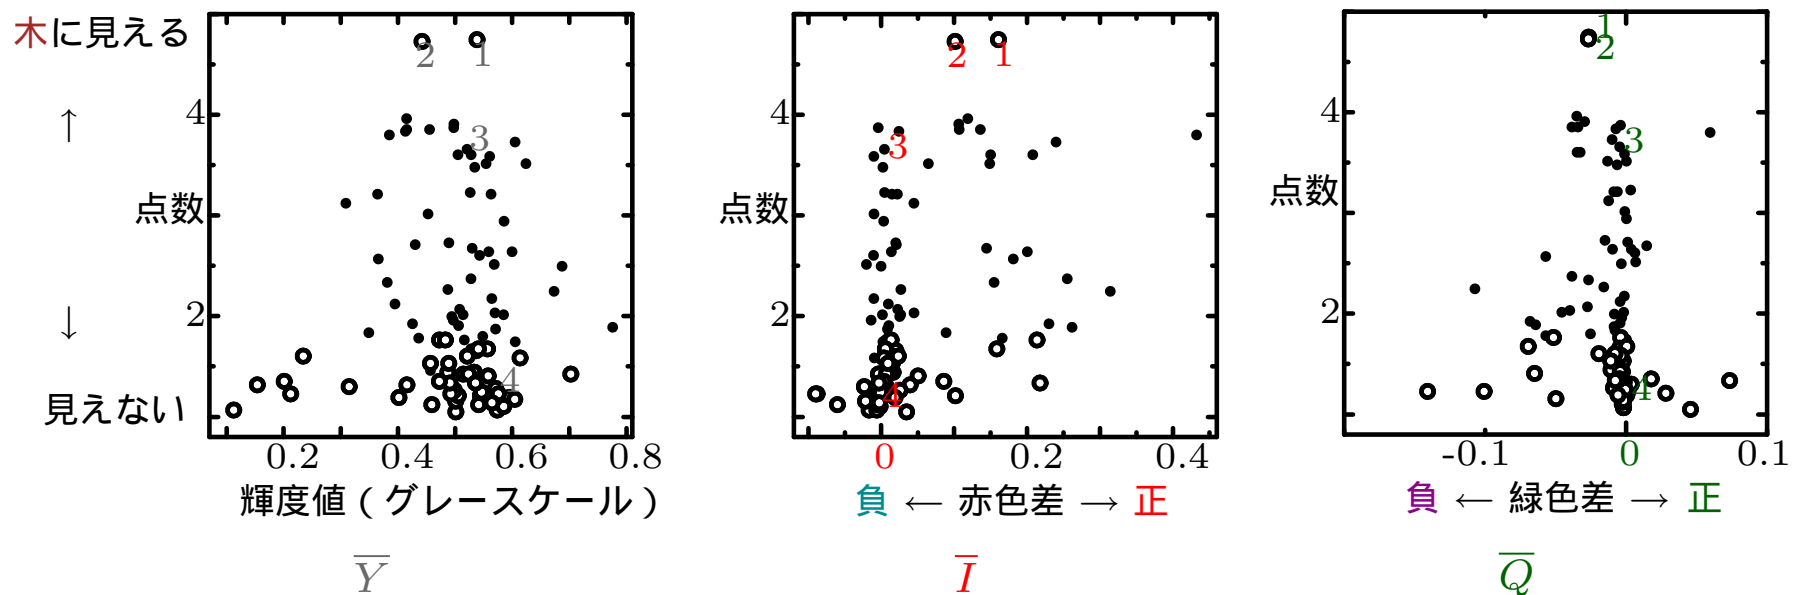 木に見える
↑
点数
↓
見えない
4
2
2 1
3
4
0.2 0.4 0.6 0.8
輝度値（グレースケール）
Y
点数
4
2
2 1
3
4
0 0.2 0.4
負 ← 赤色差 → 正
I
点数
4
2
1
2
3
4
-0.1 0 0.1
負 ← 緑色差 → 正
Q